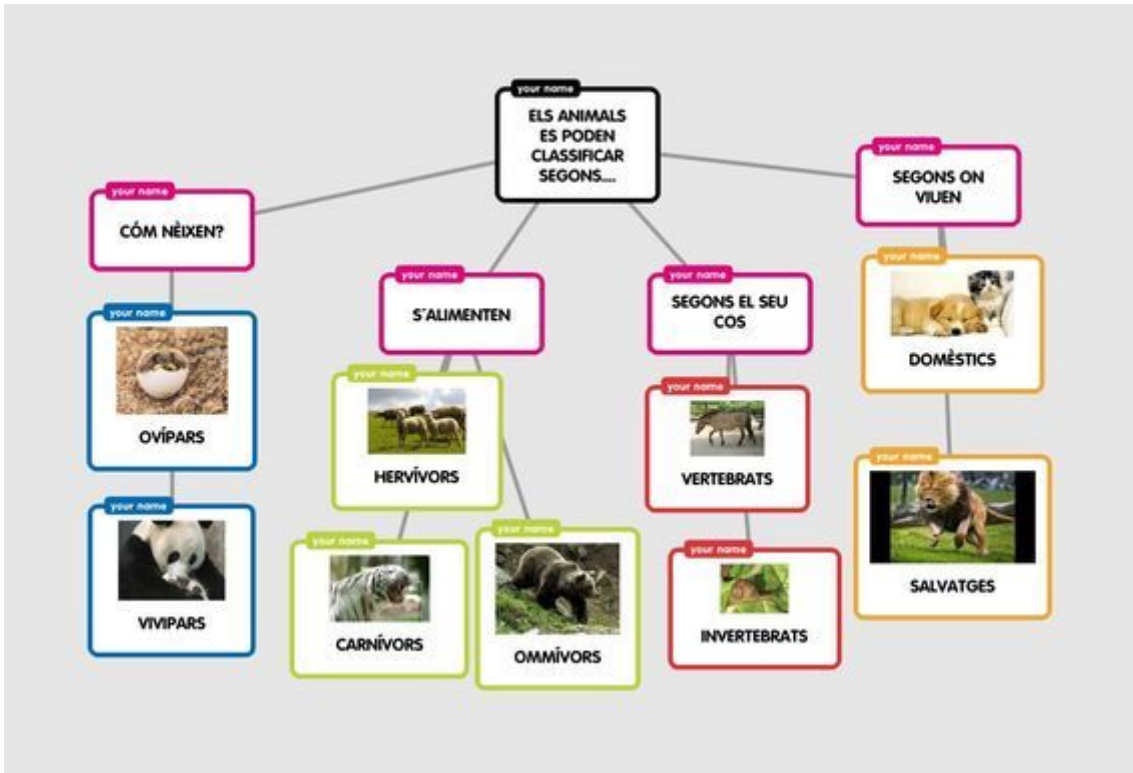 your name
ELS ANIMALS
ES PODEN
CLASSIFICAR
SEGONS....
your name
CÓM NÈIXEN?
your name
OVÍPARS
your name
VIVIPARS
your name
S'ALIMENTEN
your name
HERVÍVORS
your name
CARNÍVORS
your name
OMMÍVORS
your name
SEGONS EL SEU
COS
your name
VERTEBRATS
your name
INVERTEBRATS
your name
SEGONS ON
VIUEN
your name
DOMÈSTICS
your name
SALVATGES